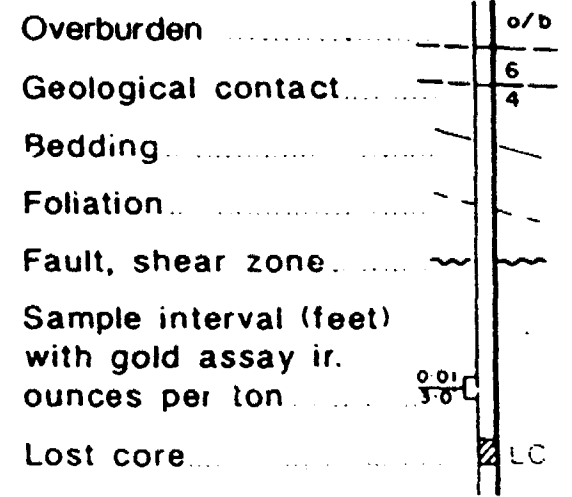 Overburden o/b
6
Geological contact
4
Bedding
Foliation
Fault, shear zone
Sample interval (feet)
with gold assay ir.
ounces per ton
0·01
3·0
Lost core LC